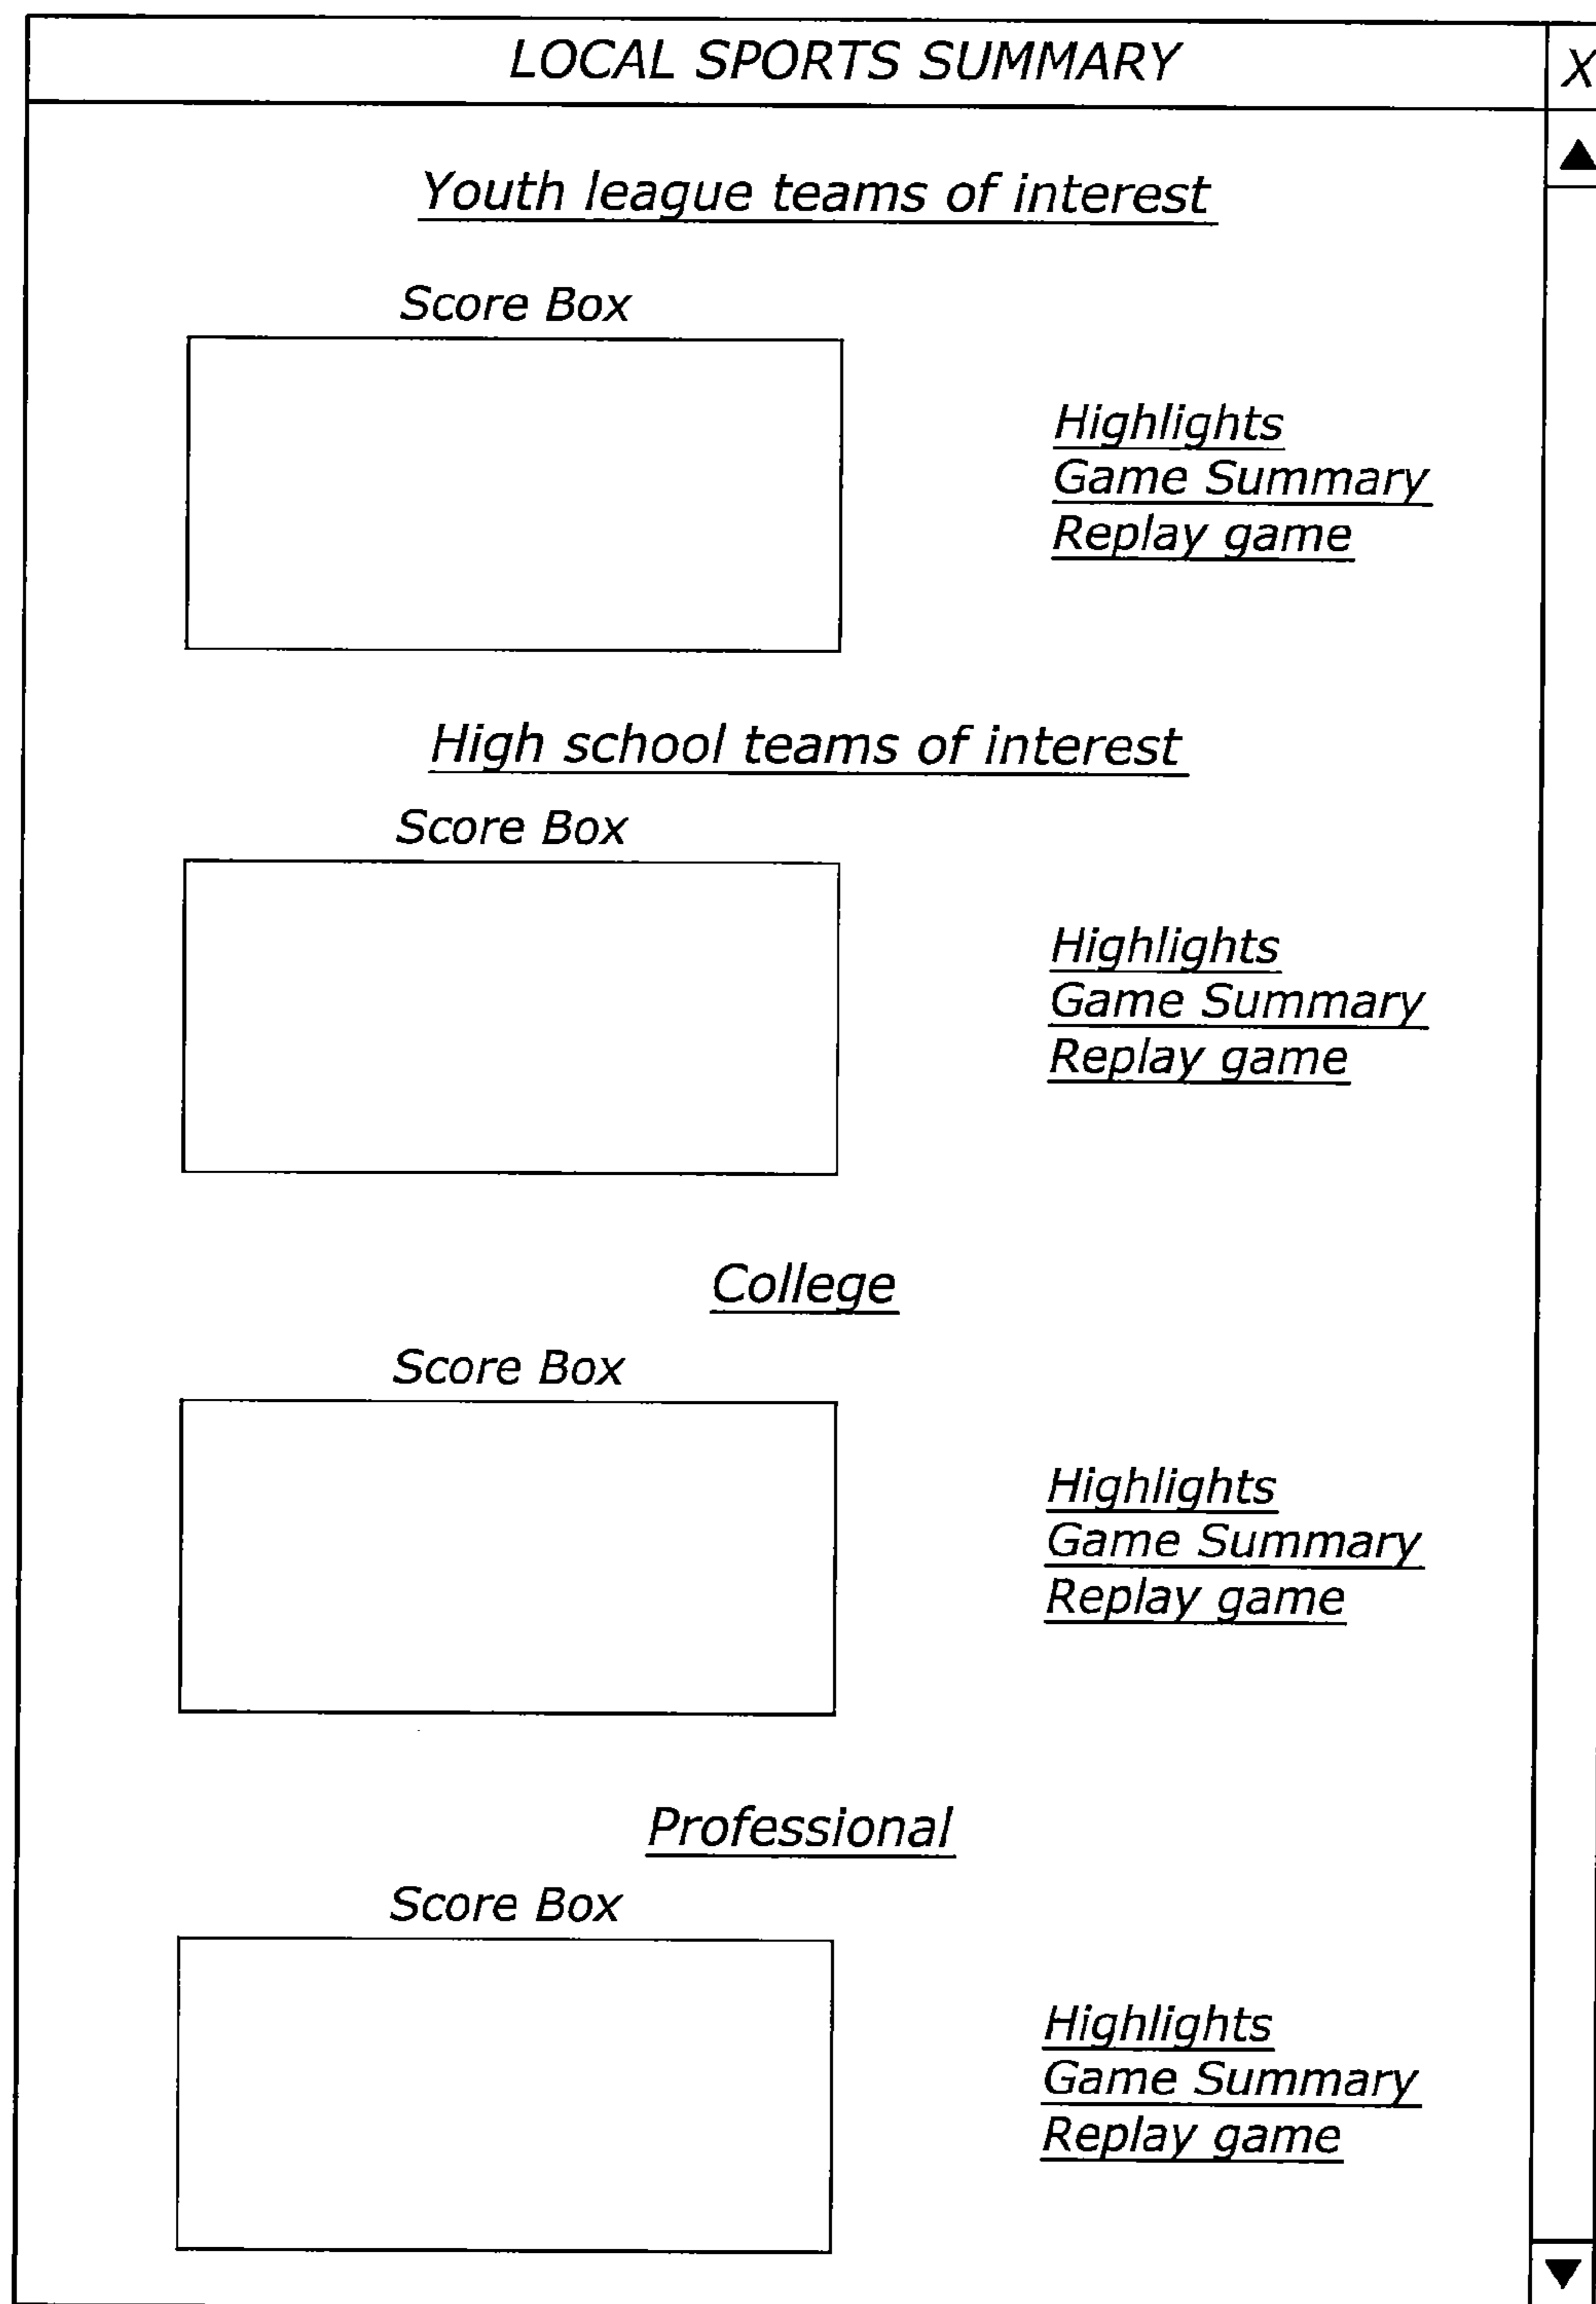 LOCAL SPORTS SUMMARY
X
Youth league teams of interest
Score Box
Highlights
Game Summary
Replay game
High school teams of interest
Score Box
Highlights
Game Summary
Replay game
College
Score Box
Highlights
Game Summary
Replay game
Professional
Score Box
Highlights
Game Summary
Replay game